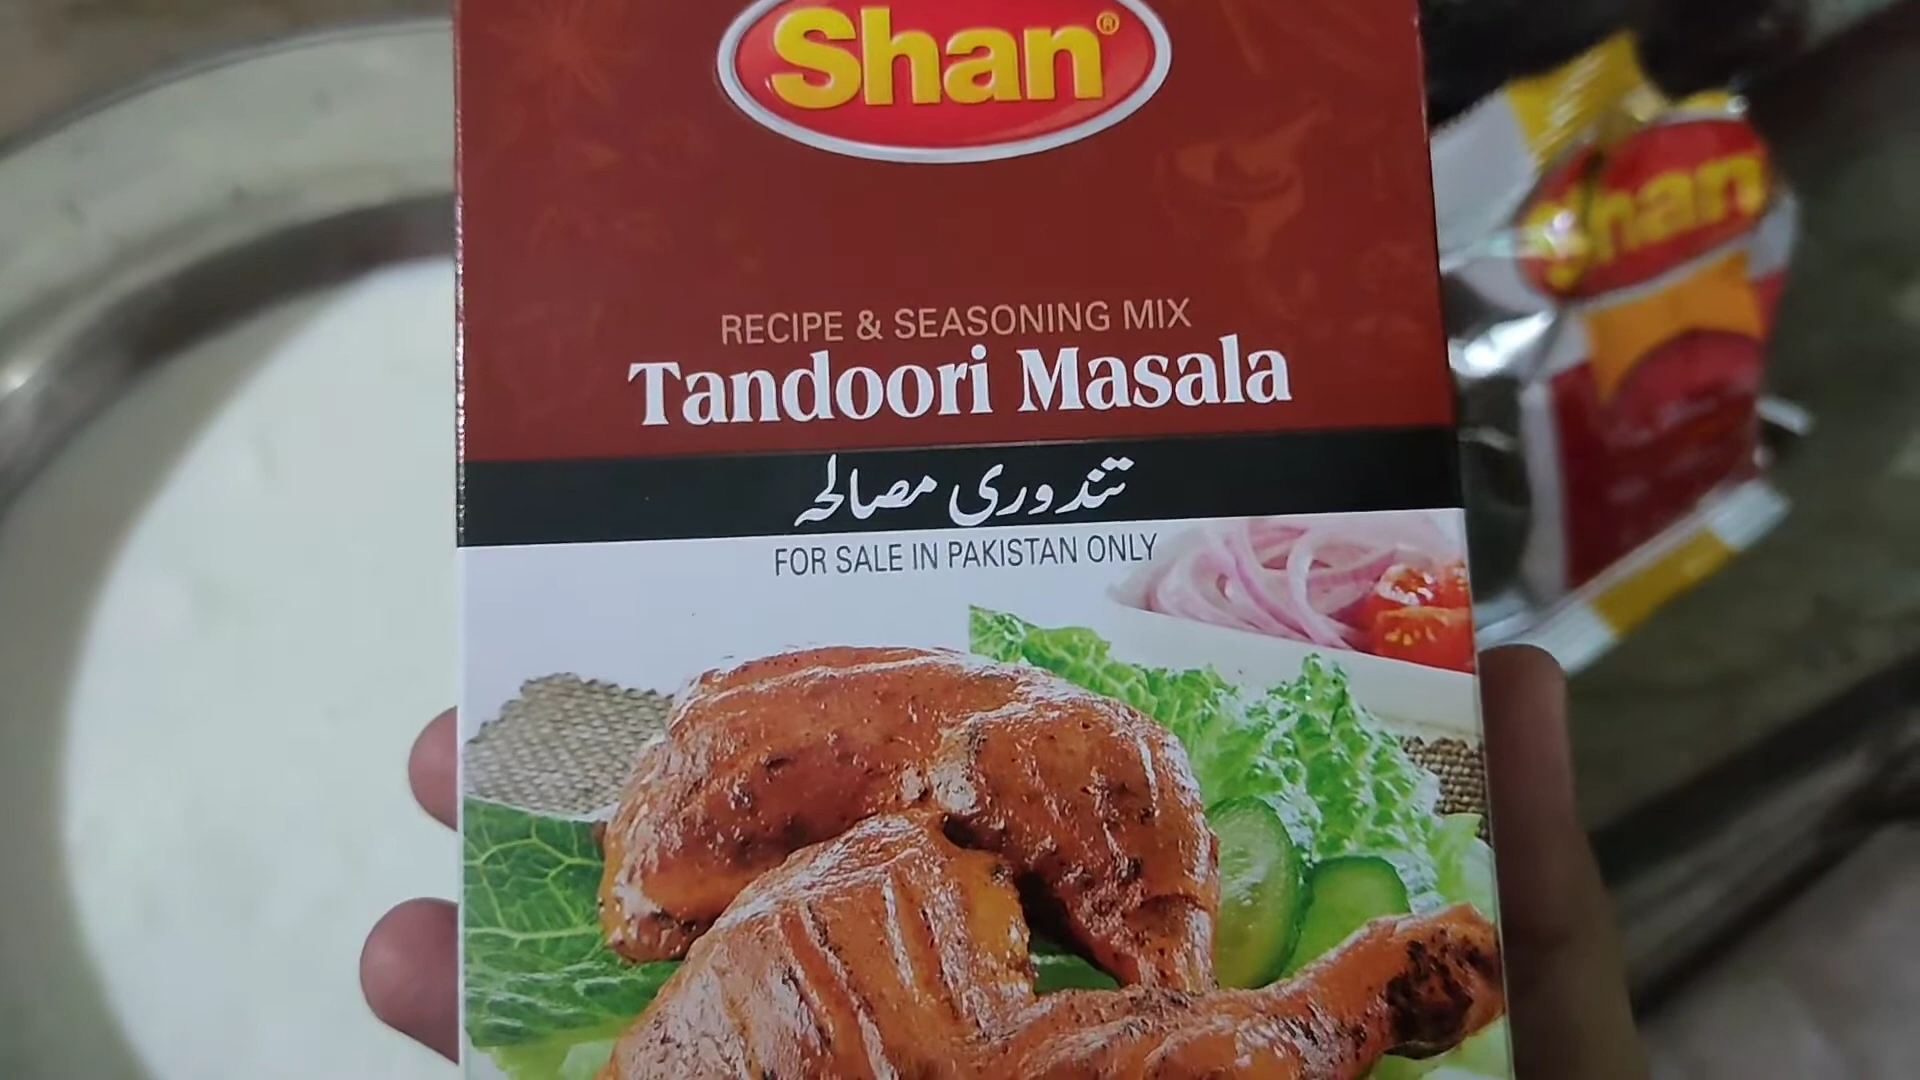 Shan®
RECIPE & SEASONING MIX
Tandoori Masala
تندوری مصالحہ
FOR SALE IN PAKISTAN ONLY
Shan